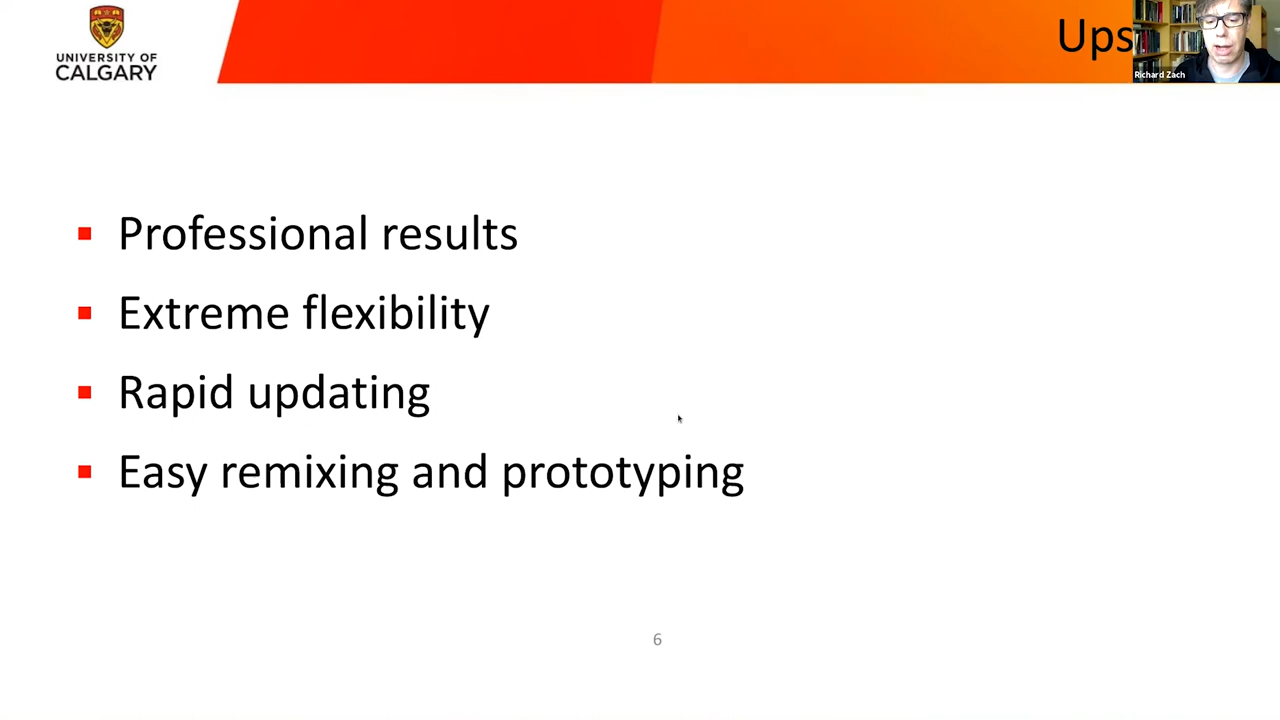 UNIVERSITY OF
CALGARY
Ups
Richard Zach
Professional results
Extreme flexibility
Rapid updating
Easy remixing and prototyping
6